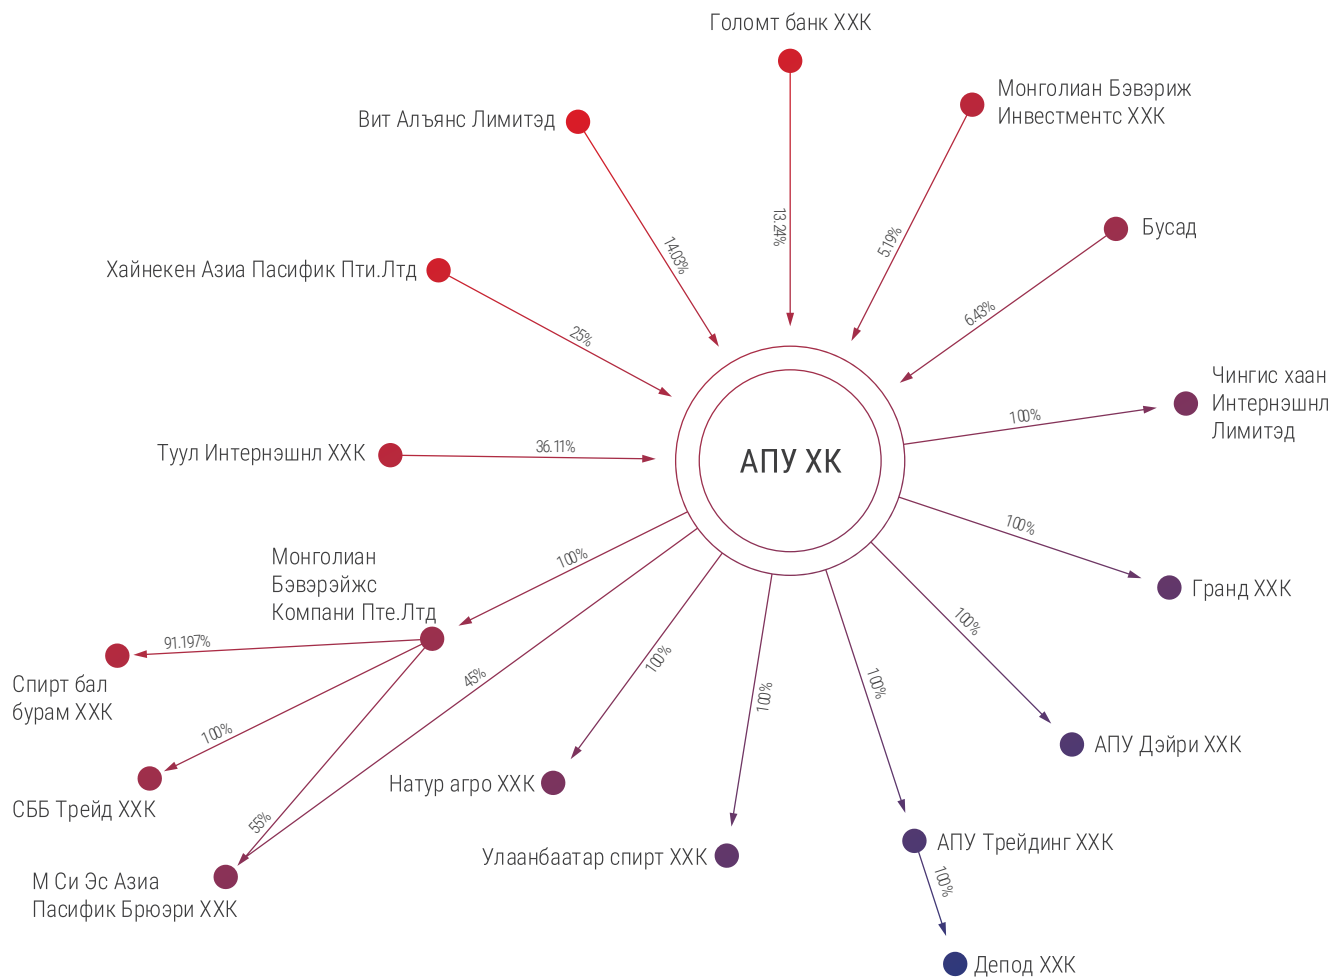 Голомт банк ХХК
Монголиан Бэвэриж
Инвестментс ХХК
Вит Алъянс Лимитэд
13.24%
5.19%
14.03%
Бусад
Хайнекен Азиа Пасифик Пти.Лтд
25%
6.43%
Чингис хаан
Интернэшнл
Лимитэд
100%
Туул Интернэшнл ХХК
36.11%
АПУ ХК
100%
Гранд ХХК
Монголиан
Бэвэрэйжс
Компани Пте.Лтд
100%
91.197%
Спирт бал
бурам ХХК
100%
СББ Трейд ХХК
55%
45%
М Си Эс Азиа
Пасифик Брюэри ХХК
100%
Натур агро ХХК
100%
Улаанбаатар спирт ХХК
100%
АПУ Трейдинг ХХК
100%
АПУ Дэйри ХХК
100%
Депод ХХК